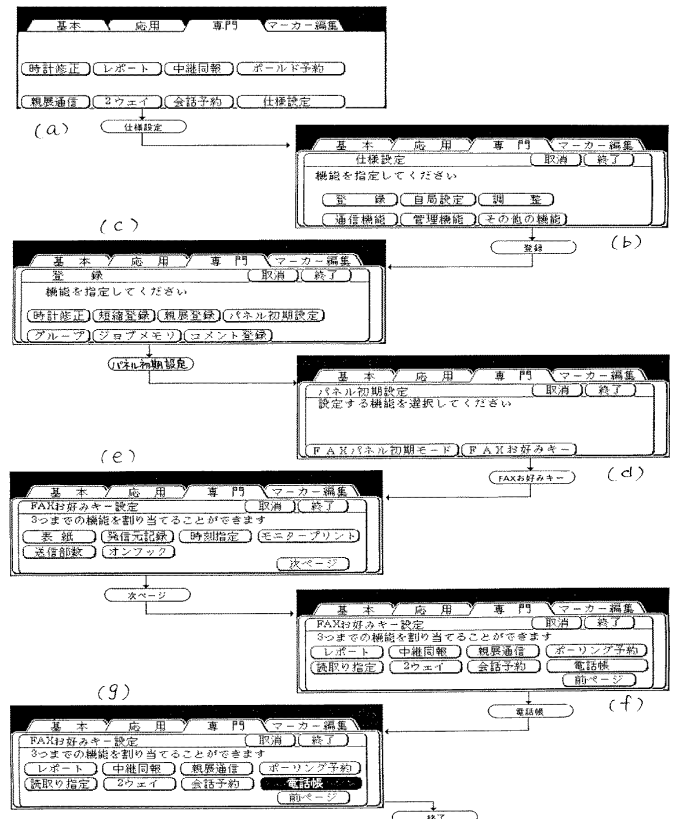 基本 応用 専門 マーカー編集
時計修正 レポート 中継同報 ポールド予約
親展通信 2ウェイ 会話予約 仕様設定
(a)
仕様設定
基本 応用 専門 マーカー編集
仕様設定 取消 終了
機能を指定してください
登録 自局設定 調整
通信機能 管理機能 その他の機能
(b)
登録
(c)
基本 応用 専門 マーカー編集
登録 取消 終了
機能を指定してください
時計修正 短縮登録 親展登録 パネル初期設定
グループ ジョブメモリ コメント登録
パネル初期設定
基本 応用 専門 マーカー編集
パネル初期設定 取消 終了
設定する機能を選択してください
FAXパネル初期モード FAXお好みキー
(d)
FAXお好みキー
(e)
基本 応用 専門 マーカー編集
FAXお好みキー設定 取消 終了
3つまでの機能を割り当てることができます
表紙 発信元記録 時刻指定 モニタープリント
送信部数 オンフック
次ページ
次ページ
基本 応用 専門 マーカー編集
FAXお好みキー設定 取消 終了
3つまでの機能を割り当てることができます
レポート 中継同報 親展通信 ポーリング予約
読取り指定 2ウェイ 会話予約 電話帳
前ページ
(f)
電話帳
(g)
基本 応用 専門 マーカー編集
FAXお好みキー設定 取消 終了
3つまでの機能を割り当てることができます
レポート 中継同報 親展通信 ポーリング予約
読取り指定 2ウェイ 会話予約 電話帳
前ページ
終了